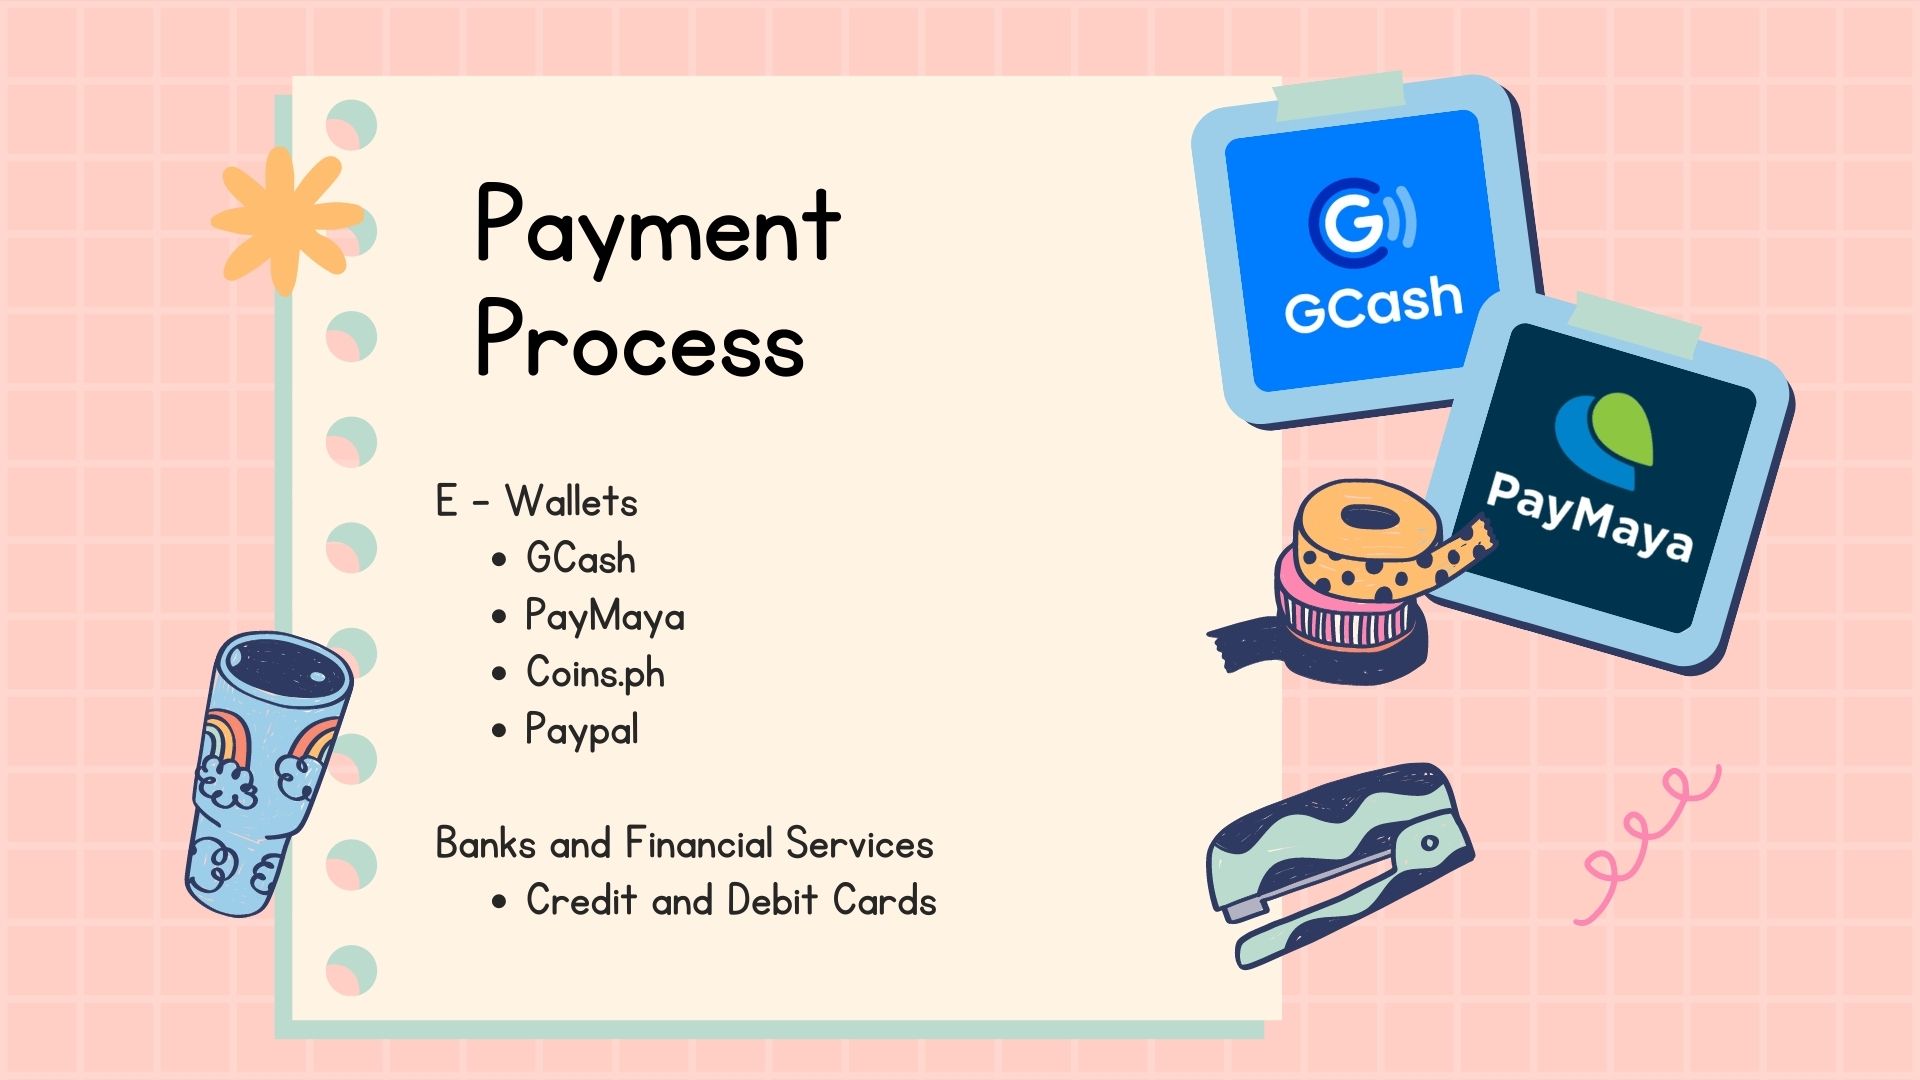 Payment
Process
E - Wallets
• GCash
• PayMaya
• Coins.ph
• Paypal
Banks and Financial Services
• Credit and Debit Cards
G
GCash
PayMaya